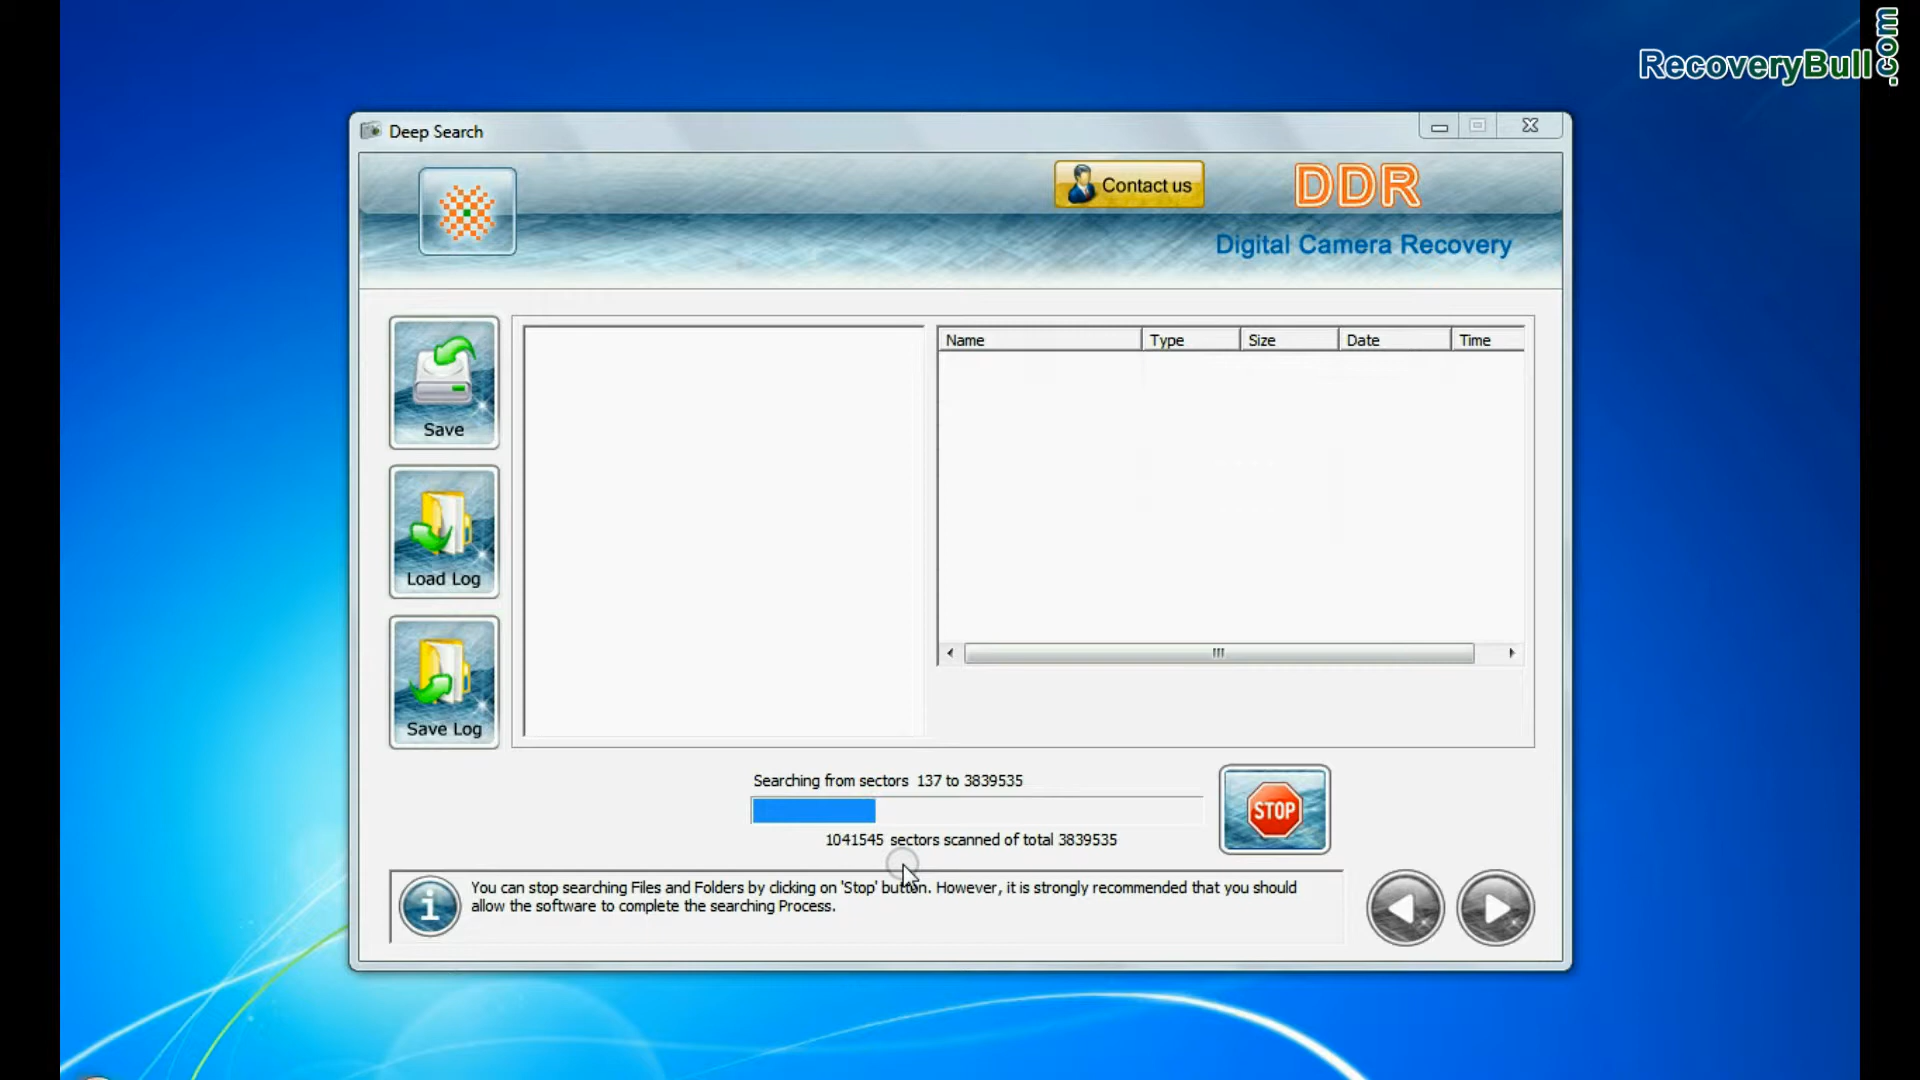 RecoveryBull.com
Deep Search
Contact us
DDR
Digital Camera Recovery
Save
Load Log
Save Log
Name Type Size Date Time
Searching from sectors 137 to 3839535
1041545 sectors scanned of total 3839535
STOP
You can stop searching Files and Folders by clicking on 'Stop' button. However, it is strongly recommended that you should
allow the software to complete the searching Process.